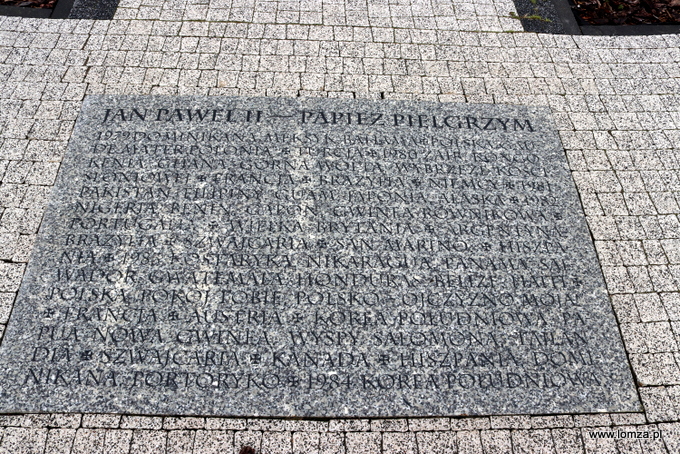 JAN PAWEŁ II — PAPIEŻ PIELGRZYM
1979 DOMINIKANA MEKSYK BAHAMA POLSKA GAU
DE MATER POLONIA ✠ TURCJA ✠ 1980 ZAIR KONGO
KENIA GHANA GÓRNA WOLTA WYBRZEŻE KOŚCI
SŁONIOWEJ ✠ FRANCJA ✠ BRAZYLIA ✠ NIEMCY ✠ 1981
PAKISTAN FILIPINY GUAM JAPONIA ALASKA ✠ 1982
NIGERIA BENIN GABON GWINEA RÓWNIKOWA ✠
PORTUGALIA ✠ WIELKA BRYTANIA ✠ ARGENTYNA
BRAZYLIA ✠ SZWAJCARIA ✠ SAN MARINO ✠ HISZPA
NIA ✠ KOSTARYKA NIKARAGUA PANAMA SAL
WADOR GWATEMALA HONDURAS BELIZE HAITI ✠
POLSKA POKÓJ TOBIE, POLSKO – OJCZYZNO MOJA!
✠ FRANCJA ✠ AUSTRIA ✠ KOREA POŁUDNIOWA PA
PUA NOWA GWINEA, WYSPY SALOMONA, TAJLAN
DIA ✠ SZWAJCARIA ✠ KANADA ✠ HISZPANIA, DOMI
NIKANA, PORTORYKO ✠ 1984 KOREA POŁUDNIOWA
www.lomza.pl